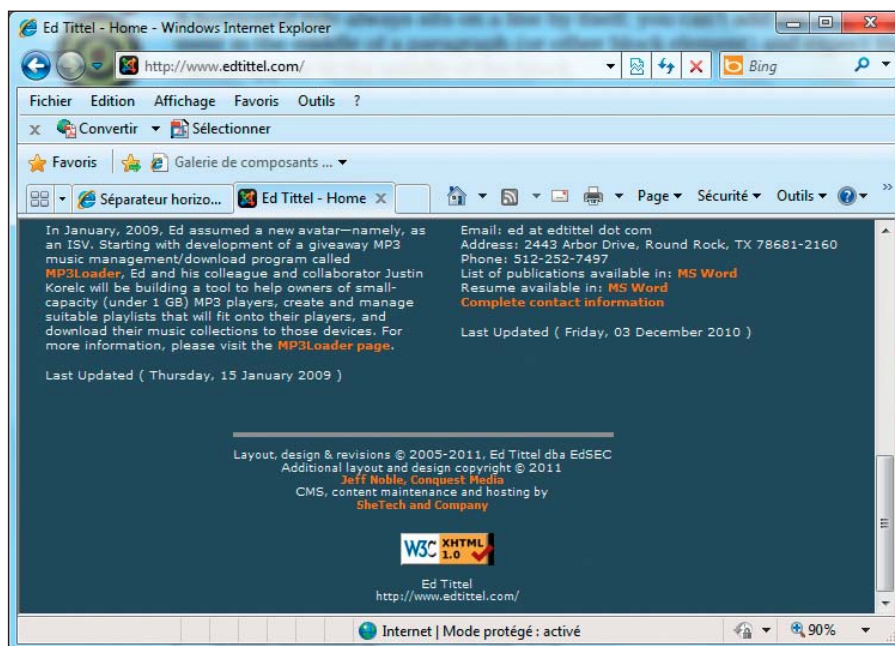 Ed Tittel - Home - Windows Internet Explorer
http://www.edtittel.com/
Bing
Fichier Edition Affichage Favoris Outils ?
x Convertir Sélectionner
Favoris Galerie de composants ...
Séparateur horizo... Ed Tittel - Home x Page Sécurité Outils »
In January, 2009, Ed assumed a new avatar—namely, as
an ISV. Starting with development of a giveaway MP3
music management/download program called
MP3Loader, Ed and his colleague and collaborator Justin
Korelc will be building a tool to help owners of small-
capacity (under 1 GB) MP3 players, create and manage
suitable playlists that will fit onto their players, and
download their music collections to those devices. For
more information, please visit the MP3Loader page.
Last Updated ( Thursday, 15 January 2009 )
Email: ed at edtittel dot com
Address: 2443 Arbor Drive, Round Rock, TX 78681-2160
Phone: 512-252-7497
List of publications available in: MS Word
Resume available in: MS Word
Complete contact information
Last Updated ( Friday, 03 December 2010 )
Layout, design & revisions © 2005-2011, Ed Tittel dba EdSEC
Additional layout and design copyright © 2011
Jeff Noble, Conquest Media
CMS, content maintenance and hosting by
SheTech and Company
W3C XHTML 1.0
Ed Tittel
http://www.edtittel.com/
Internet | Mode protégé : activé 90%